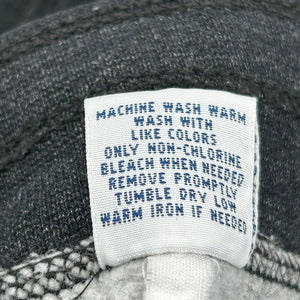 MACHINE WASH WARM
WASH WITH
LIKE COLORS
ONLY NON-CHLORINE
BLEACH WHEN NEEDED
REMOVE PROMPTLY
TUMBLE DRY LOW
WARM IRON IF NEEDED